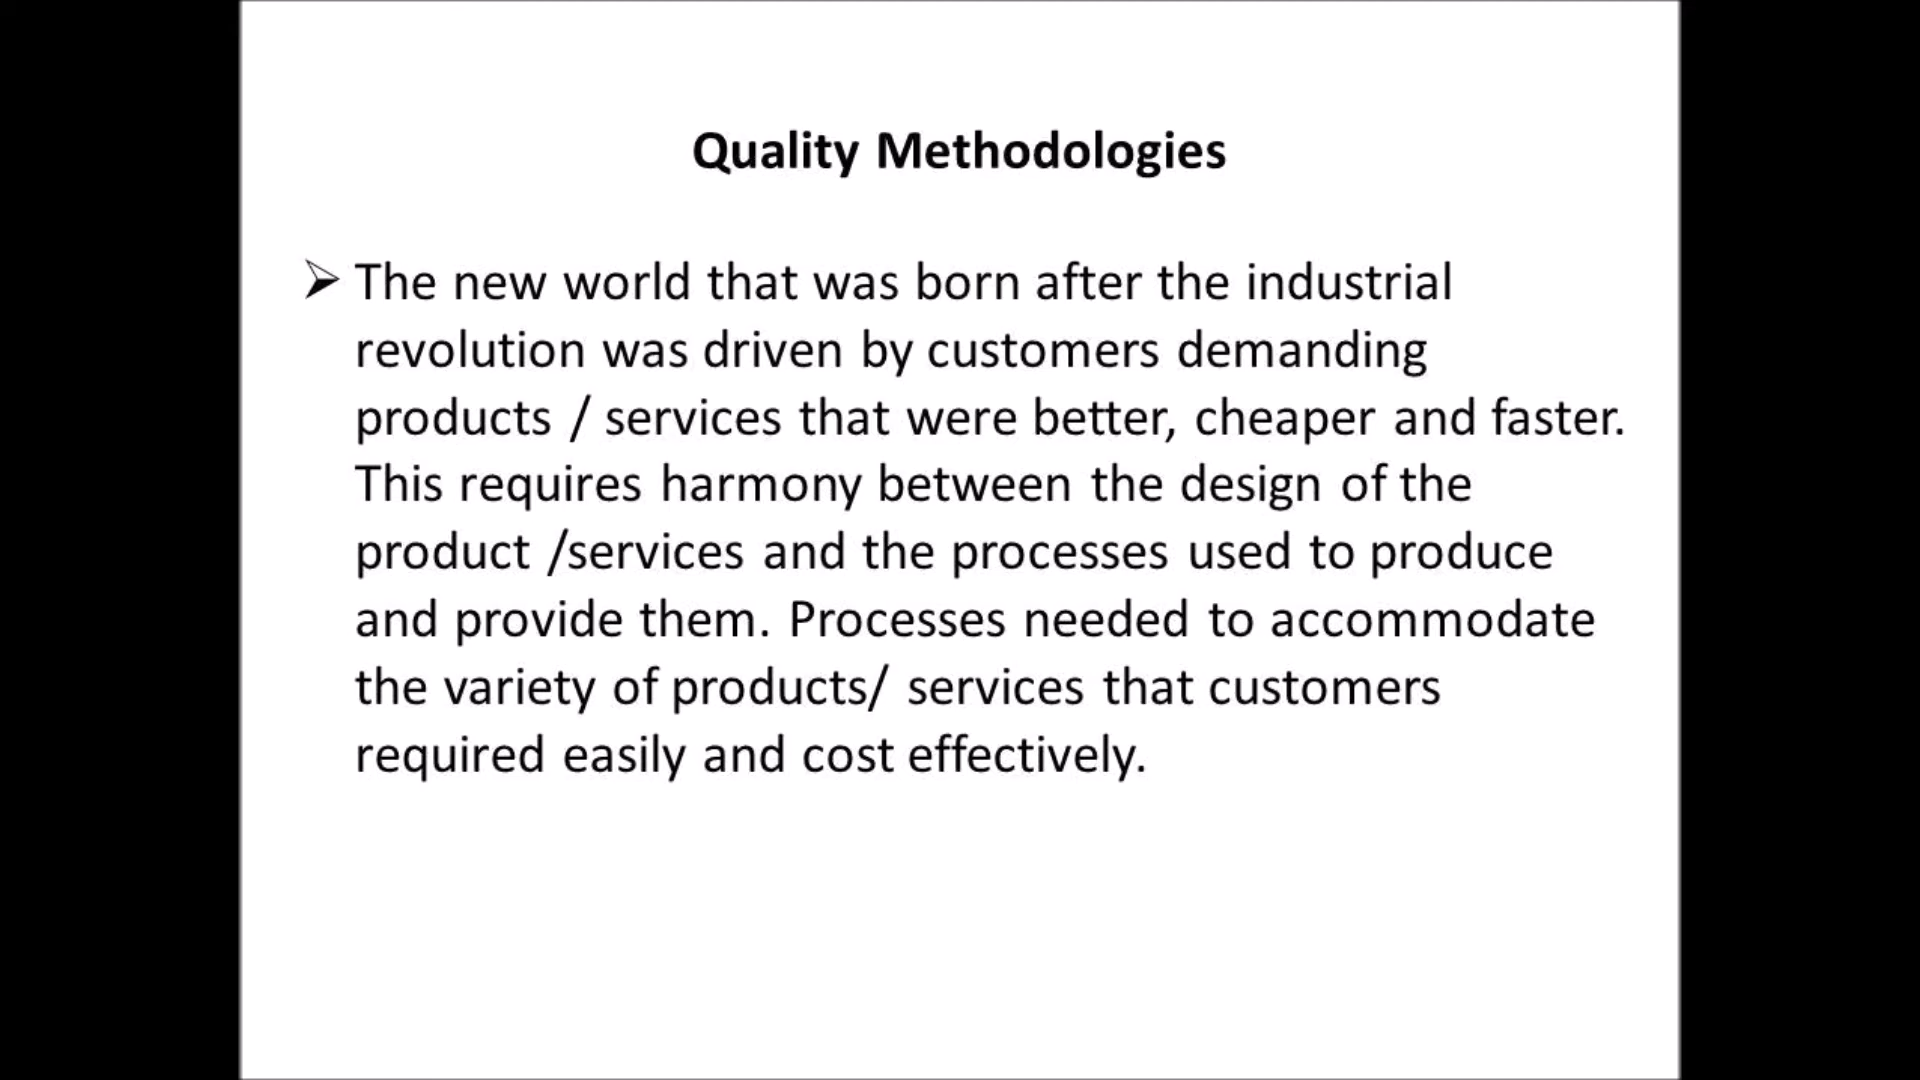 Quality Methodologies
➢ The new world that was born after the industrial
revolution was driven by customers demanding
products / services that were better, cheaper and faster.
This requires harmony between the design of the
product /services and the processes used to produce
and provide them. Processes needed to accommodate
the variety of products/ services that customers
required easily and cost effectively.